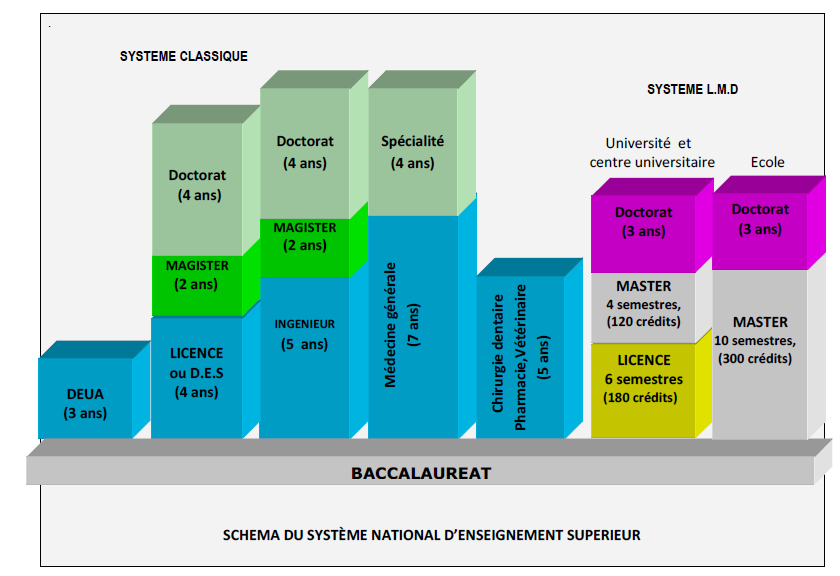 .
SYSTEME CLASSIQUE
SYSTEME L.M.D
Université et
centre universitaire
Ecole
DEUA
(3 ans)
Doctorat
(4 ans)
MAGISTER
(2 ans)
LICENCE
ou D.E.S
(4 ans)
Doctorat
(4 ans)
MAGISTER
(2 ans)
INGENIEUR
(5 ans)
Spécialité
(4 ans)
Médecine générale
(7 ans)
Chirurgie dentaire
Pharmacie,Vétérinaire
(5 ans)
Doctorat
(3 ans)
MASTER
4 semestres,
(120 crédits)
LICENCE
6 semestres
(180 crédits)
Doctorat
(3 ans)
MASTER
10 semestres,
(300 crédits)
BACCALAUREAT
SCHEMA DU SYSTÈME NATIONAL D’ENSEIGNEMENT SUPERIEUR